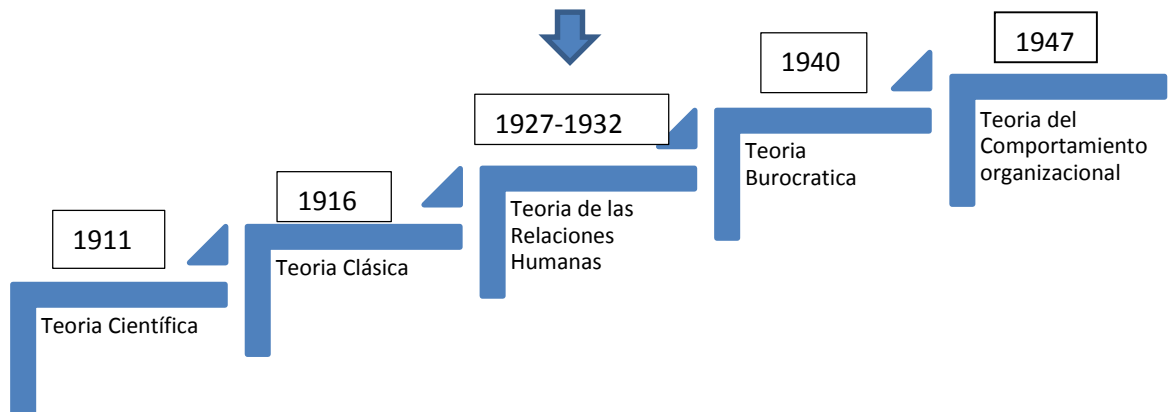 1911
Teoria Científica
1916
Teoria Clásica
1927-1932
Teoria de las
Relaciones
Humanas
1940
Teoria
Burocratica
1947
Teoria del
Comportamiento
organizacional